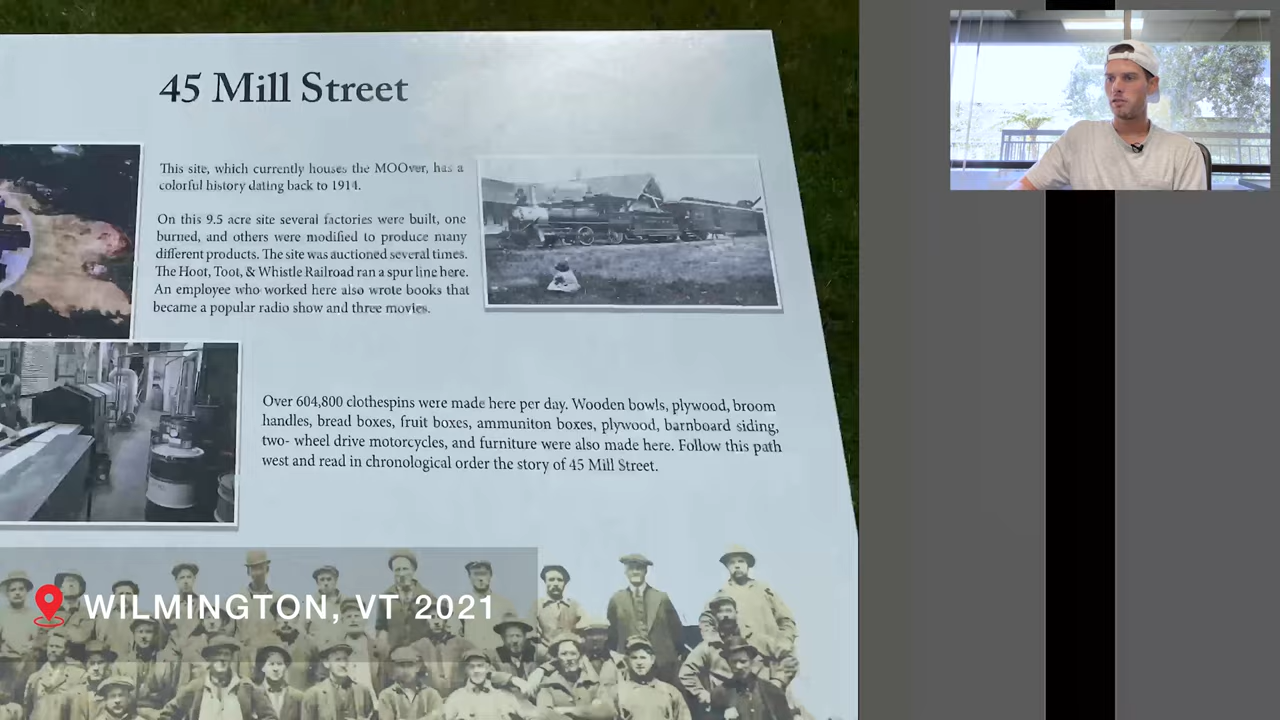 45 Mill Street
This site, which currently houses the MOOver, has a
colorful history dating back to 1914.
On this 9.5 acre site several factories were built, one
burned, and others were modified to produce many
different products. The site was auctioned several times.
The Hoot, Toot, & Whistle Railroad ran a spur line here.
An employee who worked here also wrote books that
became a popular radio show and three movies.
Over 604,800 clothespins were made here per day. Wooden bowls, plywood, broom
handles, bread boxes, fruit boxes, ammuniton boxes, plywood, barnboard siding,
two- wheel drive motorcycles, and furniture were also made here. Follow this path
west and read in chronological order the story of 45 Mill Street.
WILMINGTON, VT 2021